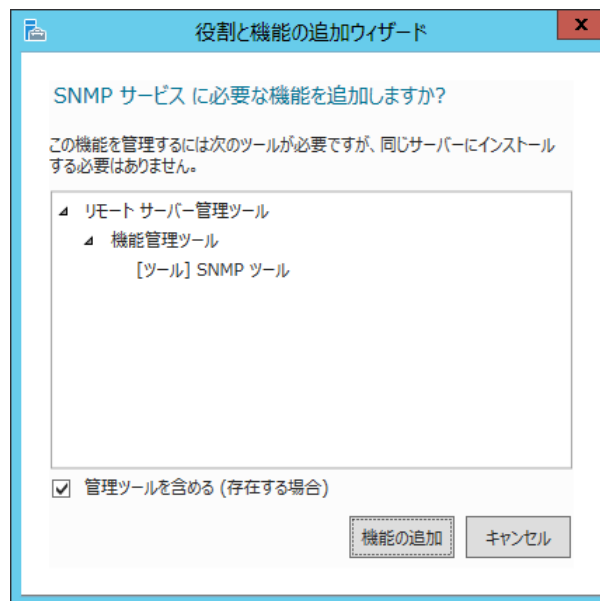 役割と機能の追加ウィザード
x
SNMP サービス に必要な機能を追加しますか?
この機能を管理するには次のツールが必要ですが、同じサーバーにインストール
する必要はありません。
リモート サーバー管理ツール
機能管理ツール
[ツール] SNMP ツール
管理ツールを含める (存在する場合)
機能の追加 キャンセル